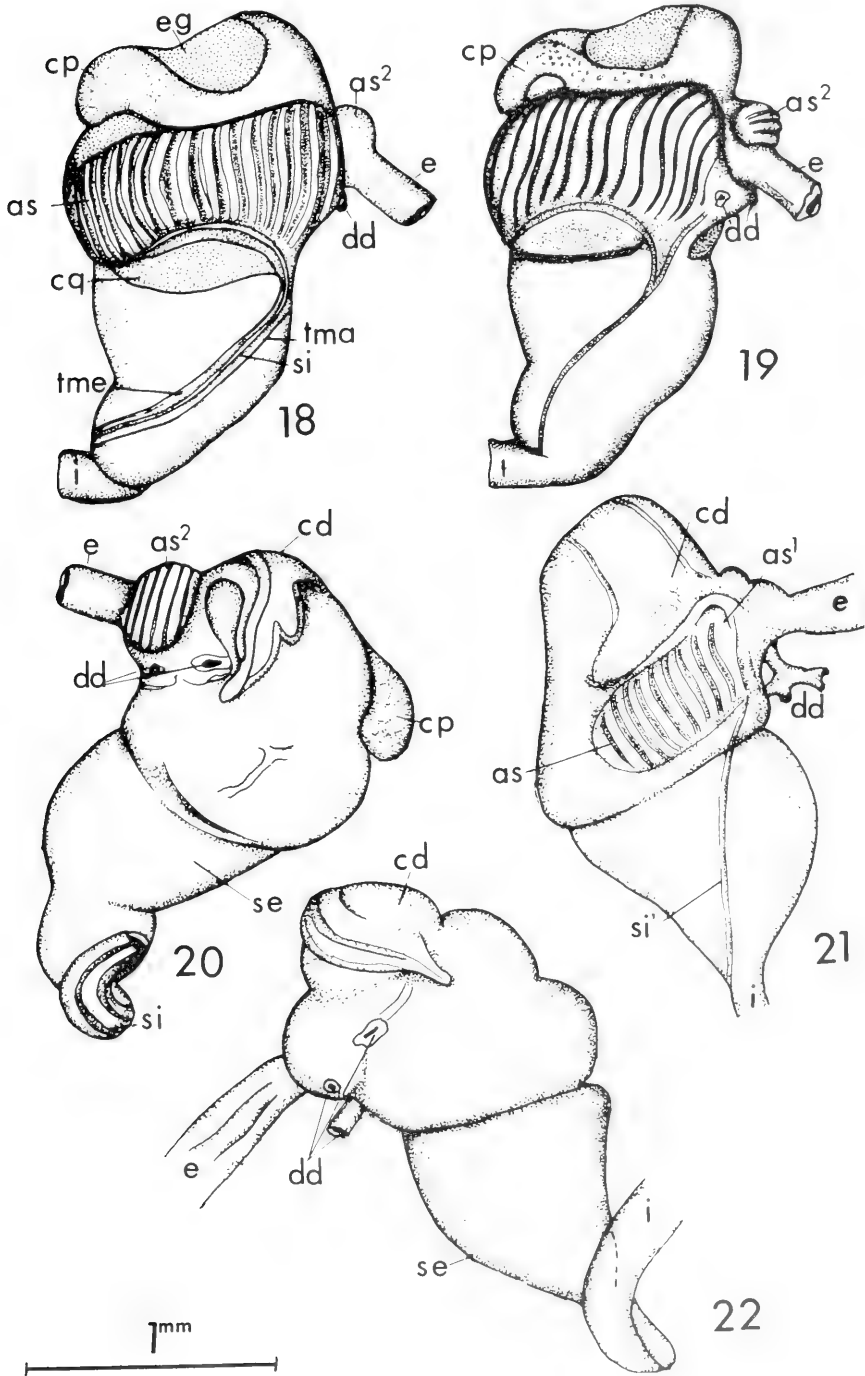 eg
cp
as²
e
as
dd
cq
tma
si
tme
18
i
cp
as²
e
dd
19
i
e
as²
cd
dd
cp
se
20
si
cd
as¹
e
dd
as
si'
21
i
cd
e
dd
se
i
22
1mm